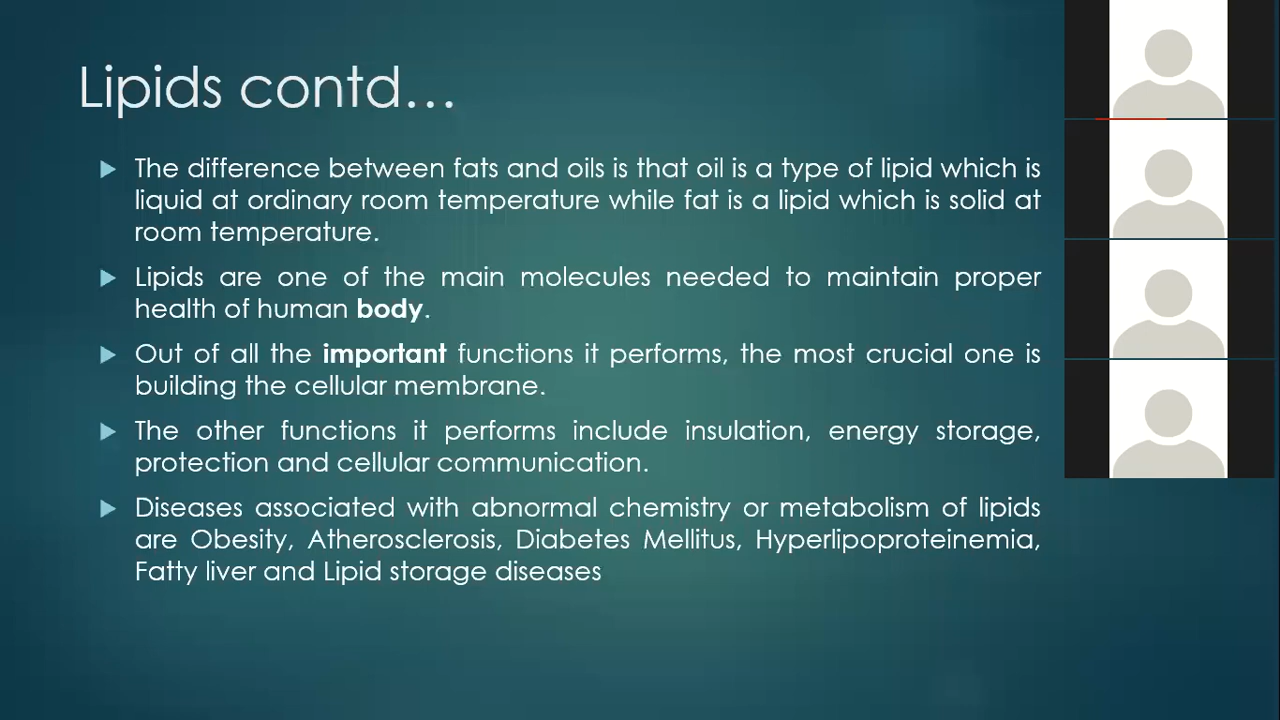 Lipids contd...
The difference between fats and oils is that oil is a type of lipid which is
liquid at ordinary room temperature while fat is a lipid which is solid at
room temperature.
Lipids are one of the main molecules needed to maintain proper
health of human body.
Out of all the important functions it performs, the most crucial one is
building the cellular membrane.
The other functions it performs include insulation, energy storage,
protection and cellular communication.
Diseases associated with abnormal chemistry or metabolism of lipids
are Obesity, Atherosclerosis, Diabetes Mellitus, Hyperlipoproteinemia,
Fatty liver and Lipid storage diseases